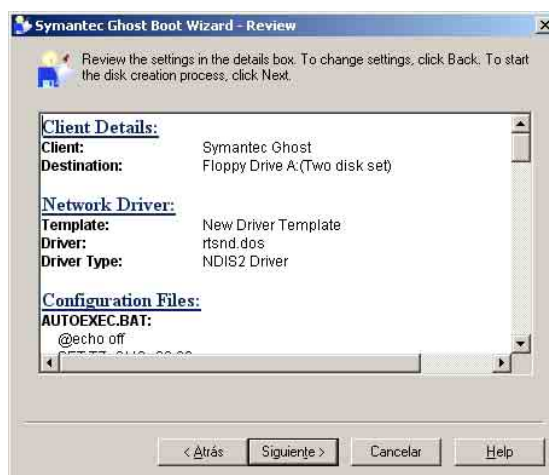 Symantec Ghost Boot Wizard - Review
Review the settings in the details box. To change settings, click Back. To start
the disk creation process, click Next.
Client Details:
Client: Symantec Ghost
Destination: Floppy Drive A:(Two disk set)
Network Driver:
Template: New Driver Template
Driver: rtsnd.dos
Driver Type: NDIS2 Driver
Configuration Files:
AUTOEXEC.BAT:
@echo off
< Atrás Siguiente > Cancelar Help